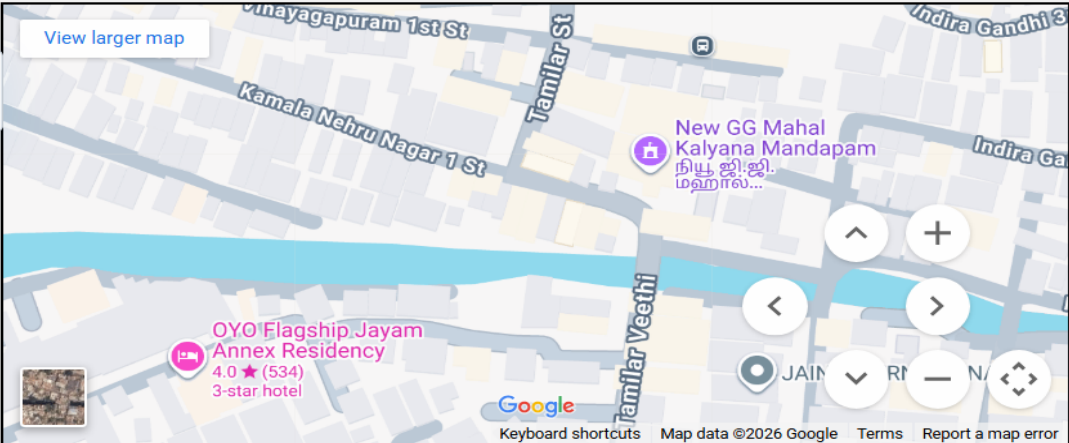 View larger map
Vinayagapuram 1st St
Tamilar St
Indira Gandhi 3
Kamala Nehru Nagar 1 St
New GG Mahal
Kalyana Mandapam
நியூ ஜி.ஜி.
மஹால்...
Indira Ga
OYO Flagship Jayam
Annex Residency
4.0 ★ (534)
3-star hotel
Tamilar Veethi
JAIN
Google
Keyboard shortcuts
Map data ©2026 Google
Terms
Report a map error